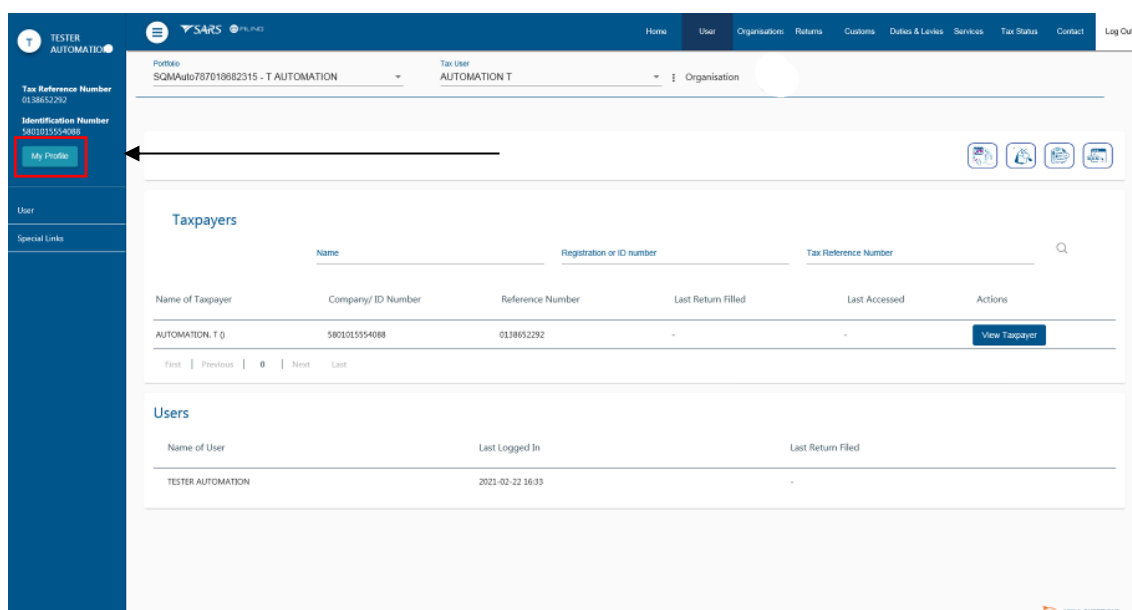 T
TESTER
AUTOMATION
Tax Reference Number
0138652292
Identification Number
5801015554088
My Profile
User
Special Links
SARS eFILING
Home User Organisations Returns Customs Duties & Levies Services Tax Status Contact Log Out
Portfolio
SQMAuto787018682315 - T AUTOMATION
Tax User
AUTOMATION T
Organisation
Taxpayers
Name Registration or ID number Tax Reference Number
Name of Taxpayer Company/ ID Number Reference Number Last Return Filled Last Accessed Actions
AUTOMATION, T () 5801015554088 0138652292 - - View Taxpayer
First | Previous | 0 | Next Last
Users
Name of User Last Logged In Last Return Filed
TESTER AUTOMATION 2021-02-22 16:33 -